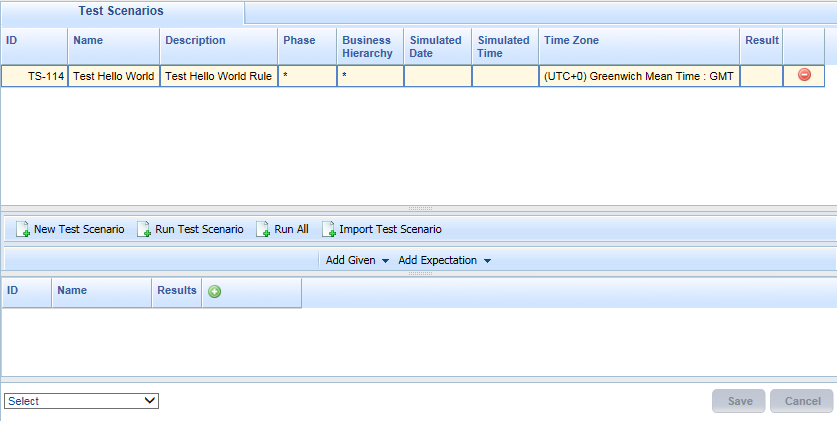 Test Scenarios
ID Name Description Phase Business Hierarchy Simulated Date Simulated Time Time Zone Result
TS-114 Test Hello World Test Hello World Rule * * (UTC+0) Greenwich Mean Time : GMT
New Test Scenario Run Test Scenario Run All Import Test Scenario
Add Given Add Expectation
ID Name Results
Select Save Cancel